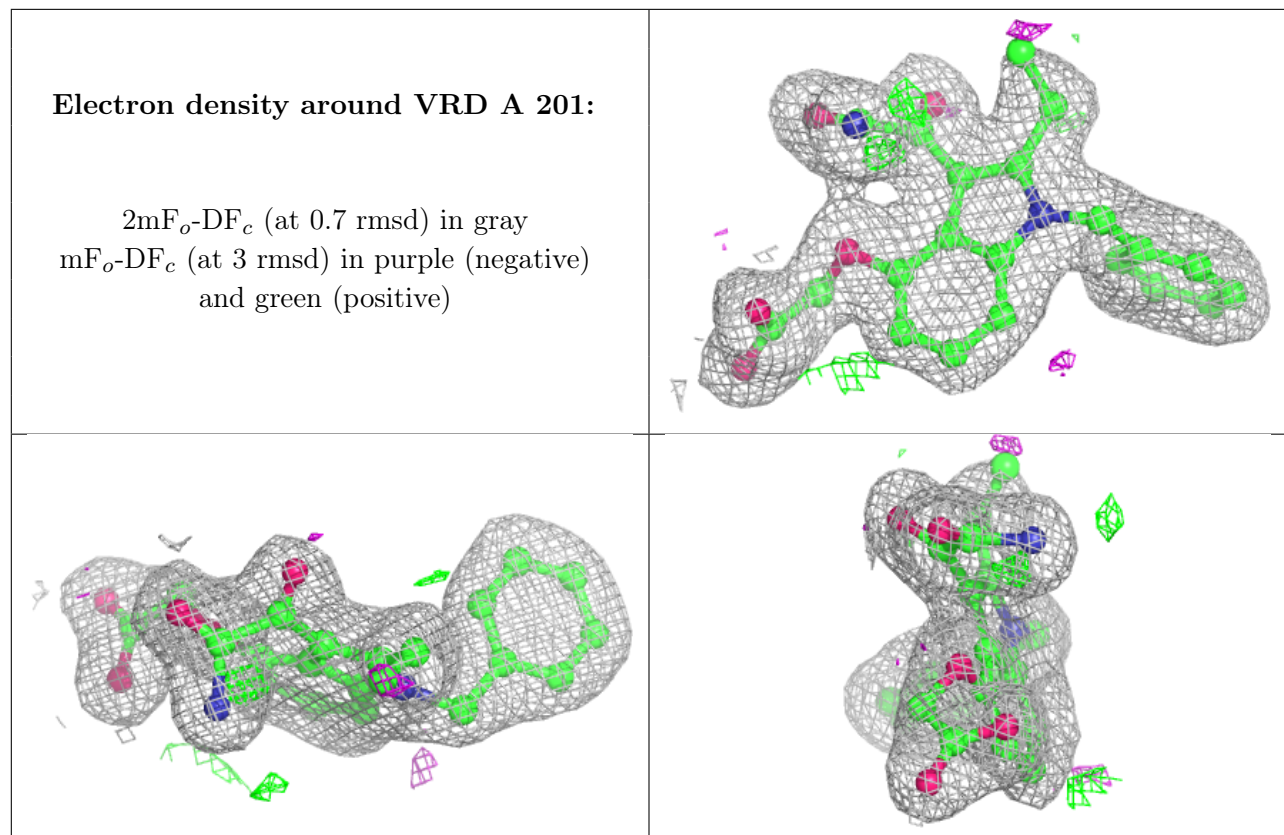 Electron density around VRD A 201:
2mFo-DFc (at 0.7 rmsd) in gray
mFo-DFc (at 3 rmsd) in purple (negative)
and green (positive)